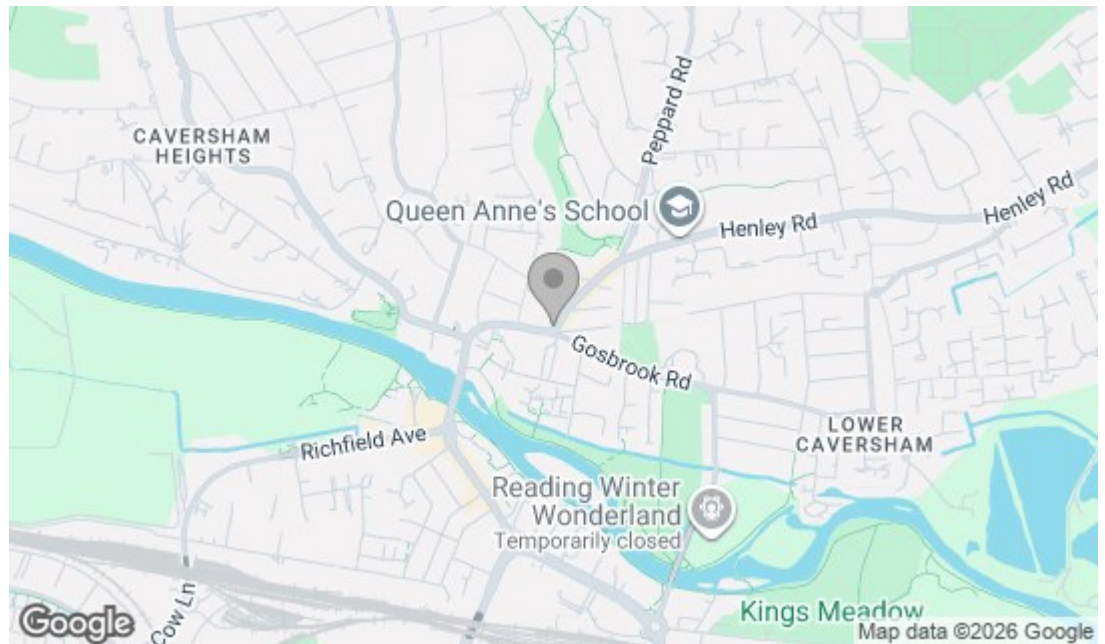 CAVERSHAM
HEIGHTS
Peppard Rd
Queen Anne's School
Henley Rd
Henley Rd
Gosbrook Rd
LOWER
CAVERSHAM
Richfield Ave
Reading Winter
Wonderland
Temporarily closed
Cow Ln
Kings Meadow
Google
Map data ©2026 Google